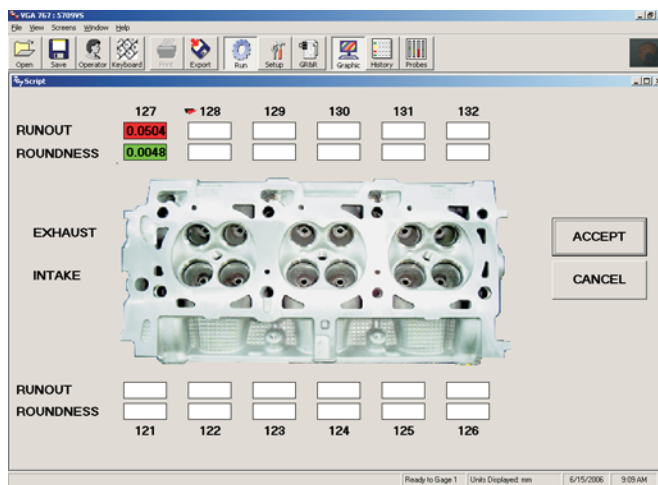 VGA 767 : 5709VS
File View Screens Window Help
Open Save Operator Keyboard Print Export Run Setup GR&R Graphic History Probes
Script
127 128 129 130 131 132
RUNOUT 0.0504
ROUNDNESS 0.0048
EXHAUST
ACCEPT
INTAKE
CANCEL
RUNOUT
ROUNDNESS
121 122 123 124 125 126
Ready to Gage 1 Units Displayed: mm 6/15/2006 9:09 AM